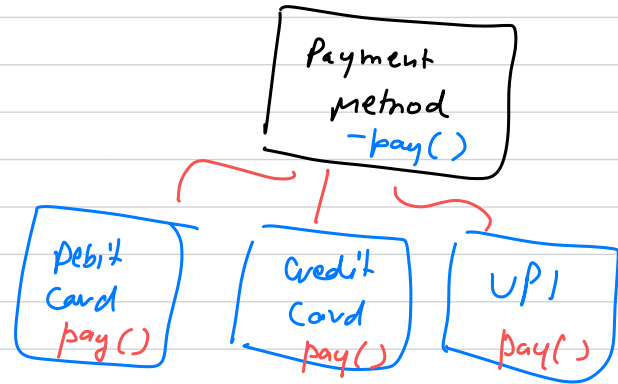 Payment
Method
-pay()
Debit
Card
pay()
Credit
Card
pay()
UPI
pay()